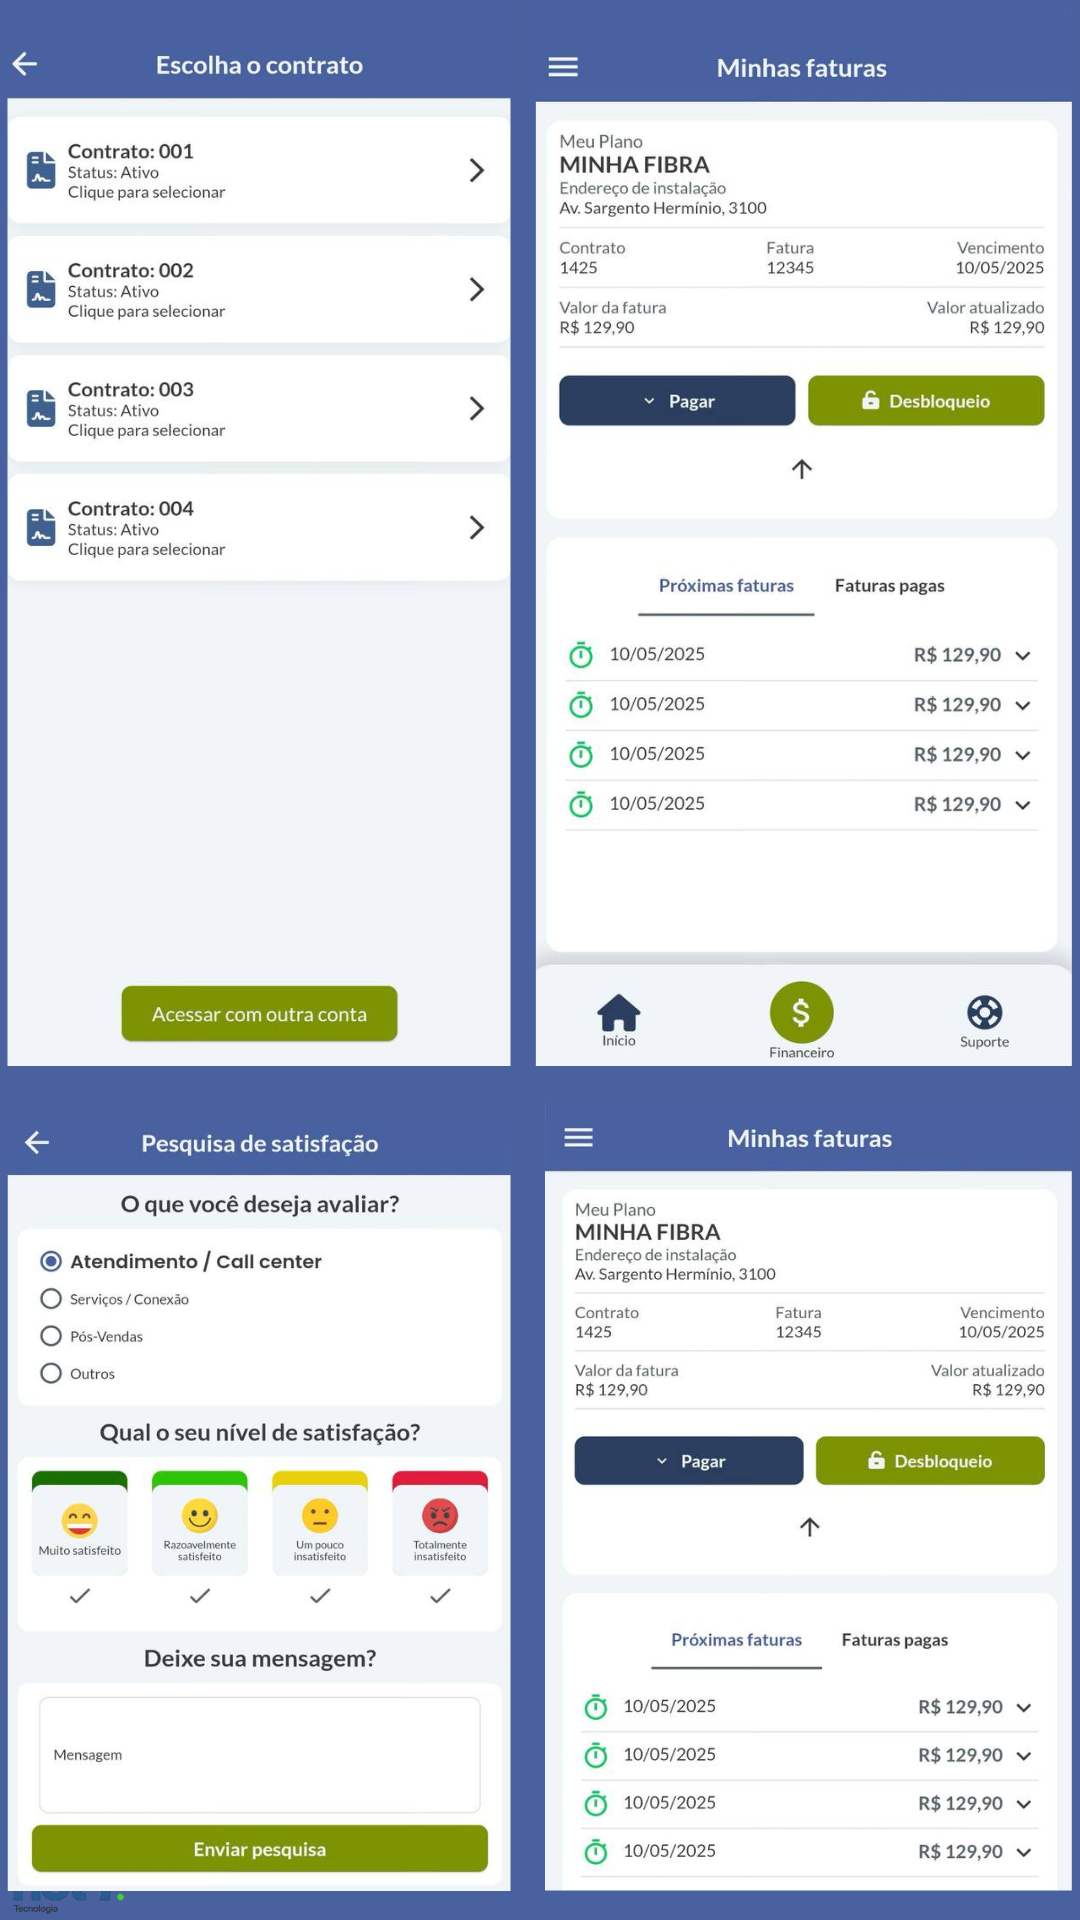 Escolha o contrato
Contrato: 001
Status: Ativo
Clique para selecionar
Contrato: 002
Status: Ativo
Clique para selecionar
Contrato: 003
Status: Ativo
Clique para selecionar
Contrato: 004
Status: Ativo
Clique para selecionar
Acessar com outra conta
Minhas faturas
Meu Plano
MINHA FIBRA
Endereço de instalação
Av. Sargento Hermínio, 3100
Contrato Fatura Vencimento
1425 12345 10/05/2025
Valor da fatura Valor atualizado
R$ 129,90 R$ 129,90
Pagar Desbloqueio
Próximas faturas Faturas pagas
10/05/2025 R$ 129,90
10/05/2025 R$ 129,90
10/05/2025 R$ 129,90
10/05/2025 R$ 129,90
Início Financeiro Suporte
Pesquisa de satisfação
O que você deseja avaliar?
Atendimento / Call center
Serviços / Conexão
Pós-Vendas
Outros
Qual o seu nível de satisfação?
Muito satisfeito
Razoavelmente
satisfeito
Um pouco
insatisfeito
Totalmente
insatisfeito
Deixe sua mensagem?
Mensagem
Enviar pesquisa
Tecnologia
Minhas faturas
Meu Plano
MINHA FIBRA
Endereço de instalação
Av. Sargento Hermínio, 3100
Contrato Fatura Vencimento
1425 12345 10/05/2025
Valor da fatura Valor atualizado
R$ 129,90 R$ 129,90
Pagar Desbloqueio
Próximas faturas Faturas pagas
10/05/2025 R$ 129,90
10/05/2025 R$ 129,90
10/05/2025 R$ 129,90
10/05/2025 R$ 129,90